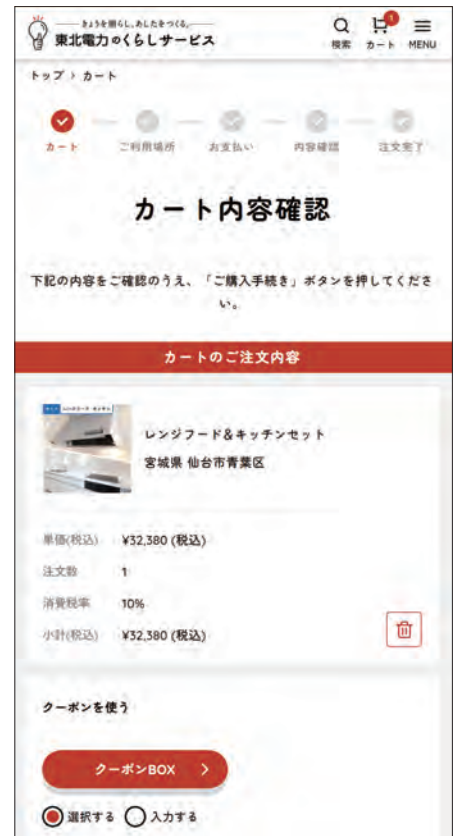 きょうを照らし、あしたをつくる。
東北電力のくらしサービス
検索 カート 1 MENU
トップ > カート
カート ご利用場所 お支払い 内容確認 注文完了
カート内容確認
下記の内容をご確認のうえ、「ご購入手続き」ボタンを押してくださ
い。
カートのご注文内容
レンジフード&キッチンセット
宮城県 仙台市青葉区
単価(税込) ¥32,380 (税込)
注文数 1
消費税率 10%
小計(税込) ¥32,380 (税込)
クーポンを使う
クーポンBOX >
選択する 入力する